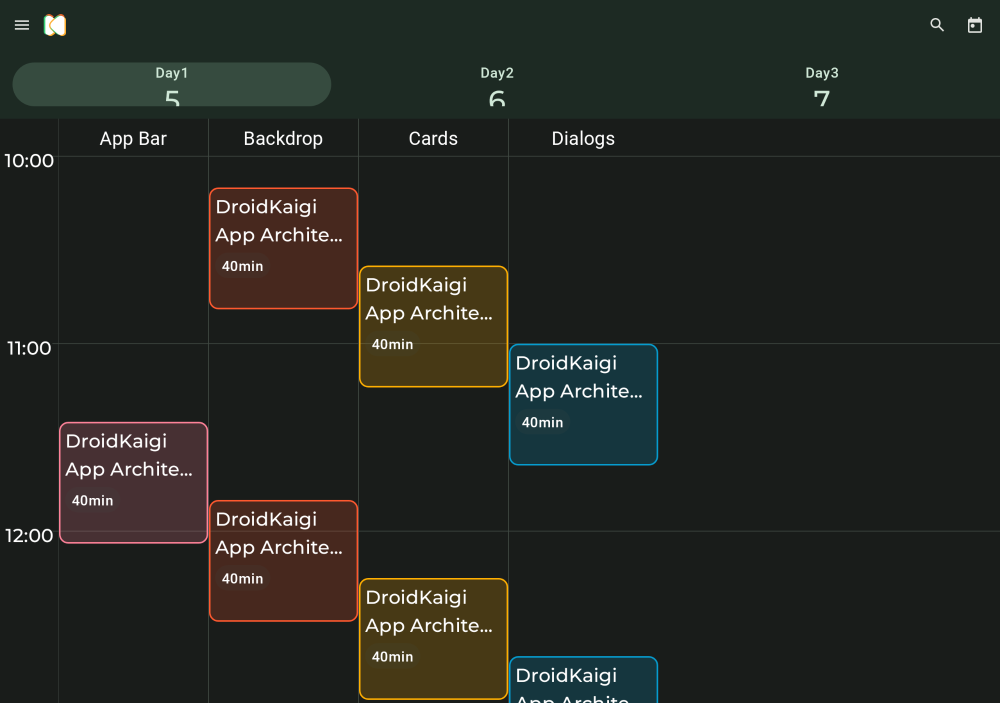 Day1
5
Day2
6
Day3
7
App Bar
Backdrop
Cards
Dialogs
10:00
DroidKaigi
App Archite...
40min
DroidKaigi
App Archite...
40min
11:00
DroidKaigi
App Archite...
40min
DroidKaigi
App Archite...
40min
12:00
DroidKaigi
App Archite...
40min
DroidKaigi
App Archite...
40min
DroidKaigi
App Archite...